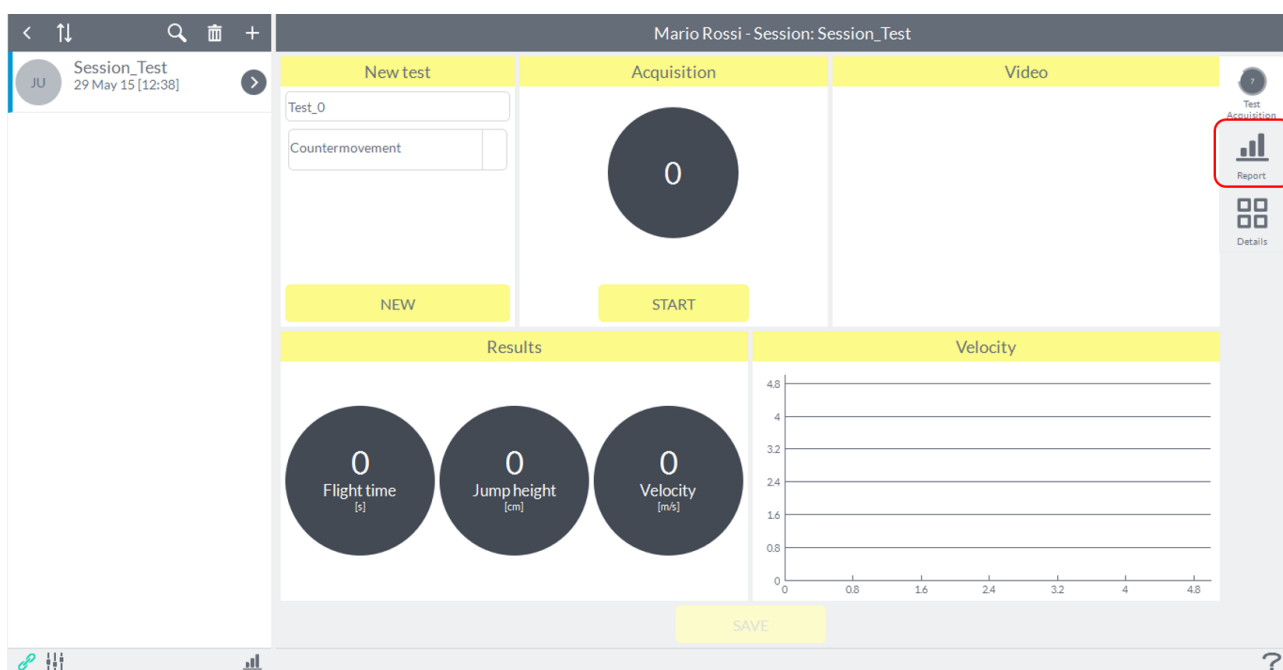 Mario Rossi - Session: Session_Test
JU
Session_Test
29 May 15 [12:38]
New test
Test_0
Countermovement
NEW
Acquisition
0
START
Video
?
Test
Acquisition
Report
Details
Results
0
Flight time
[s]
0
Jump height
[cm]
0
Velocity
[m/s]
Velocity
4.8
4
3.2
2.4
1.6
0.8
0
0 0.8 1.6 2.4 3.2 4 4.8
SAVE
?